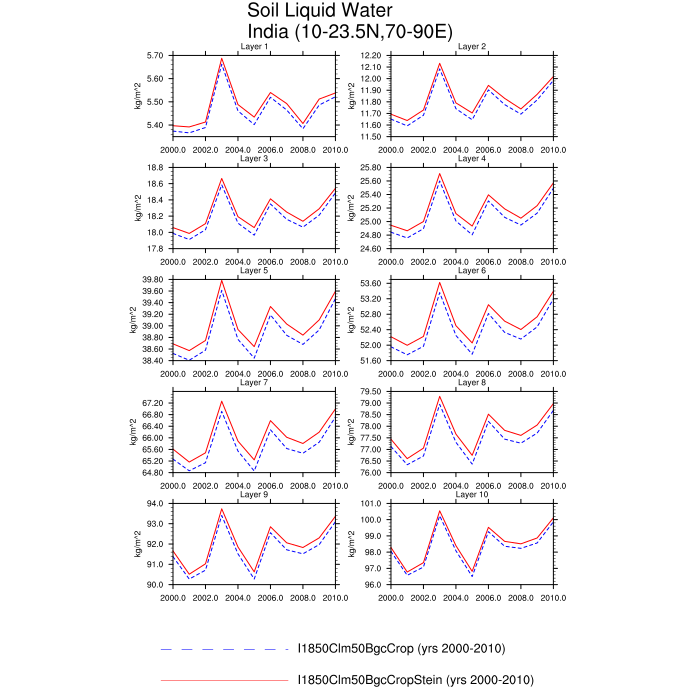 Soil Liquid Water
India (10-23.5N,70-90E)
Layer 1
kg/m^2
5.70
5.60
5.50
5.40
2000.0 2002.0 2004.0 2006.0 2008.0 2010.0
Layer 2
kg/m^2
12.20
12.10
12.00
11.90
11.80
11.70
11.60
11.50
2000.0 2002.0 2004.0 2006.0 2008.0 2010.0
Layer 3
kg/m^2
18.8
18.6
18.4
18.2
18.0
17.8
2000.0 2002.0 2004.0 2006.0 2008.0 2010.0
Layer 4
kg/m^2
25.80
25.60
25.40
25.20
25.00
24.80
24.60
2000.0 2002.0 2004.0 2006.0 2008.0 2010.0
Layer 5
kg/m^2
39.80
39.60
39.40
39.20
39.00
38.80
38.60
38.40
2000.0 2002.0 2004.0 2006.0 2008.0 2010.0
Layer 6
kg/m^2
53.60
53.20
52.80
52.40
52.00
51.60
2000.0 2002.0 2004.0 2006.0 2008.0 2010.0
Layer 7
kg/m^2
67.20
66.80
66.40
66.00
65.60
65.20
64.80
2000.0 2002.0 2004.0 2006.0 2008.0 2010.0
Layer 8
kg/m^2
79.50
79.00
78.50
78.00
77.50
77.00
76.50
76.00
2000.0 2002.0 2004.0 2006.0 2008.0 2010.0
Layer 9
kg/m^2
94.0
93.0
92.0
91.0
90.0
2000.0 2002.0 2004.0 2006.0 2008.0 2010.0
Layer 10
kg/m^2
101.0
100.0
99.0
98.0
97.0
96.0
2000.0 2002.0 2004.0 2006.0 2008.0 2010.0
I1850Clm50BgcCrop (yrs 2000-2010)
I1850Clm50BgcCropStein (yrs 2000-2010)